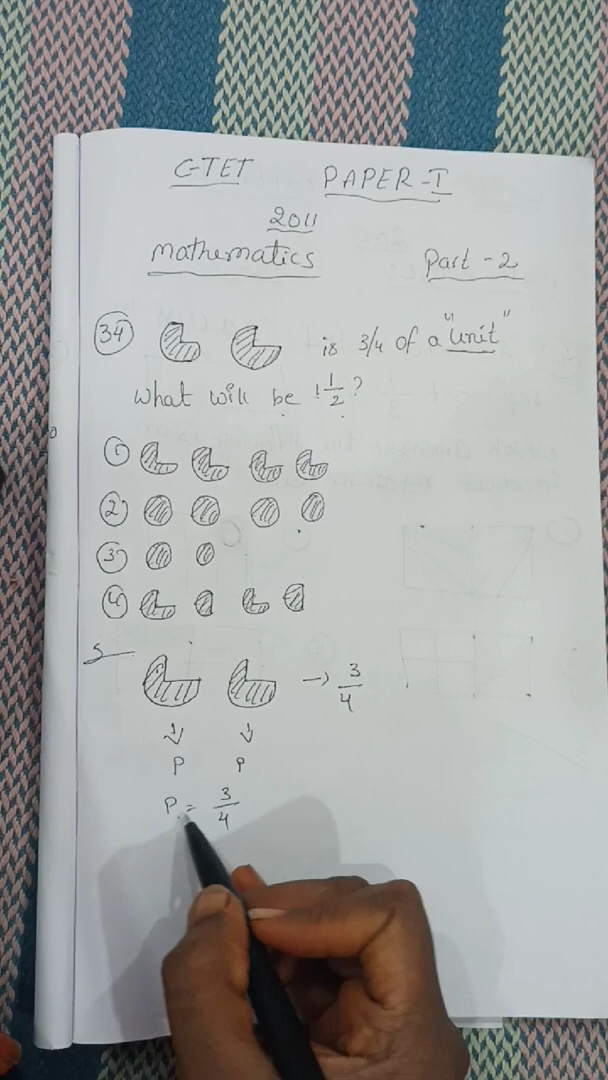 C-TET PAPER-I
2011
Mathematics Part-2
34 is 3/4 of a "unit"
What will be 1 1/2?
1
2
3
4
S
→ 3/4
↓ ↓
P P
P = 3/4